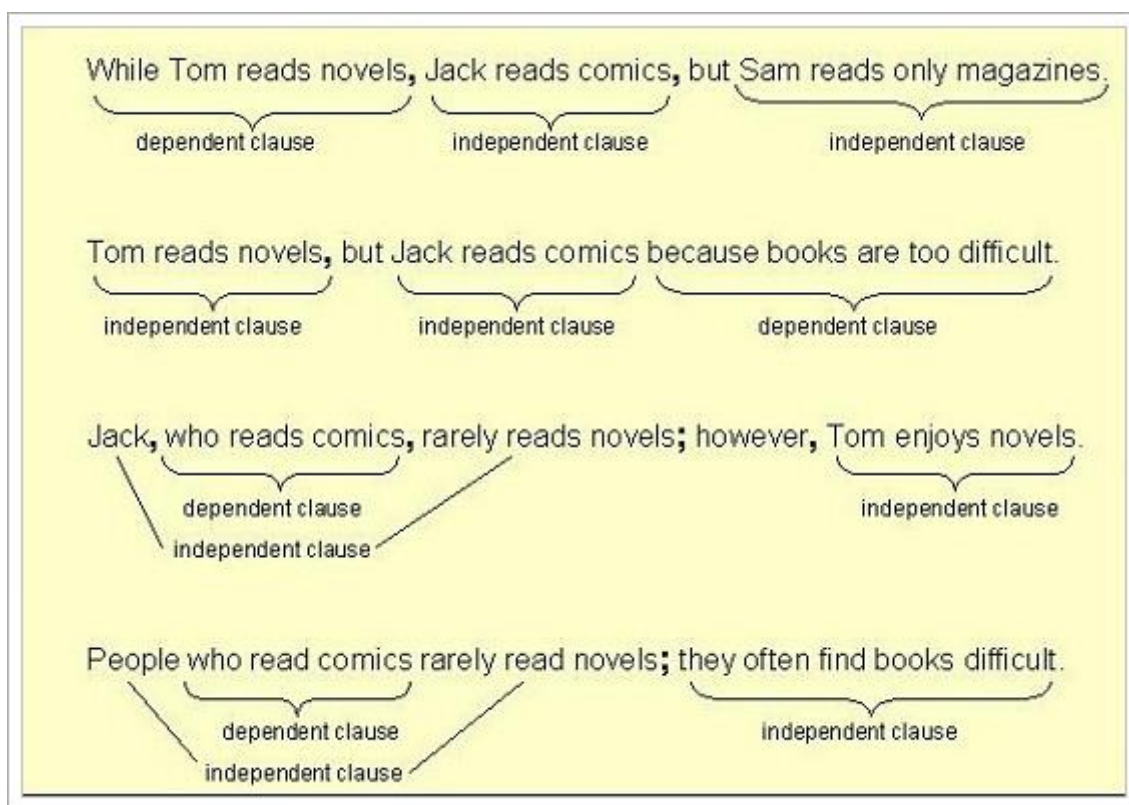 While Tom reads novels, Jack reads comics, but Sam reads only magazines.
dependent clause independent clause independent clause
Tom reads novels, but Jack reads comics because books are too difficult.
independent clause independent clause dependent clause
Jack, who reads comics, rarely reads novels; however, Tom enjoys novels.
dependent clause independent clause
independent clause
People who read comics rarely read novels; they often find books difficult.
dependent clause independent clause
independent clause